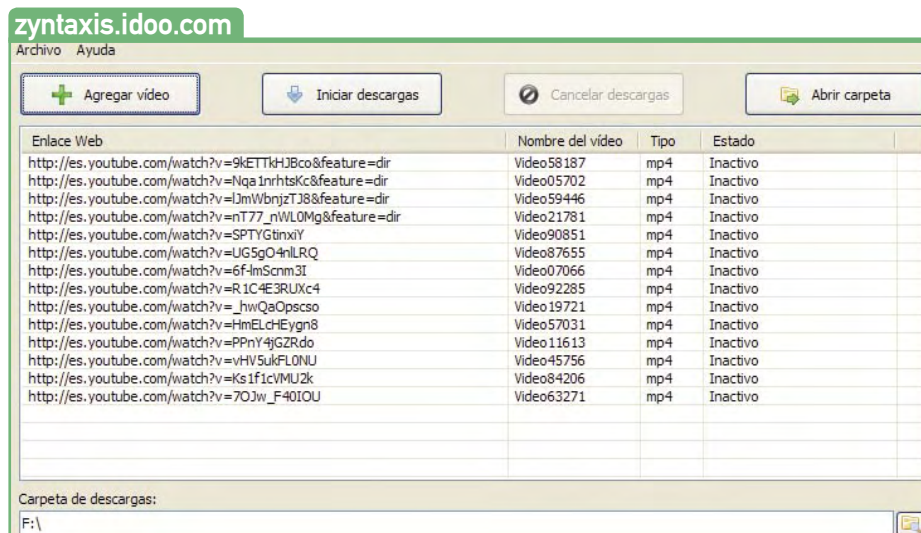 zyntaxis.idoo.com
Archivo Ayuda
Agregar vídeo Iniciar descargas Cancelar descargas Abrir carpeta
Enlace Web Nombre del vídeo Tipo Estado
http://es.youtube.com/watch?v=9kETTkHJBco&feature=dir Video58187 mp4 Inactivo
http://es.youtube.com/watch?v=Nqa1nrhtsKc&feature=dir Video05702 mp4 Inactivo
http://es.youtube.com/watch?v=lJmWbnjzTJ8&feature=dir Video59446 mp4 Inactivo
http://es.youtube.com/watch?v=nT77_nWL0Mg&feature=dir Video21781 mp4 Inactivo
http://es.youtube.com/watch?v=SPTYGtinxiY Video90851 mp4 Inactivo
http://es.youtube.com/watch?v=UG5gO4nlLRQ Video87655 mp4 Inactivo
http://es.youtube.com/watch?v=6f-lmScnm3I Video07066 mp4 Inactivo
http://es.youtube.com/watch?v=R1C4E3RUXc4 Video92285 mp4 Inactivo
http://es.youtube.com/watch?v=_hwQaOpscso Video19721 mp4 Inactivo
http://es.youtube.com/watch?v=HmELcHEygn8 Video57031 mp4 Inactivo
http://es.youtube.com/watch?v=PPnY4jGZRdo Video11613 mp4 Inactivo
http://es.youtube.com/watch?v=vHV5ukFL0NU Video45756 mp4 Inactivo
http://es.youtube.com/watch?v=Ks1f1cVMU2k Video84206 mp4 Inactivo
http://es.youtube.com/watch?v=7OJw_F40IOU Video63271 mp4 Inactivo
Carpeta de descargas:
F:\